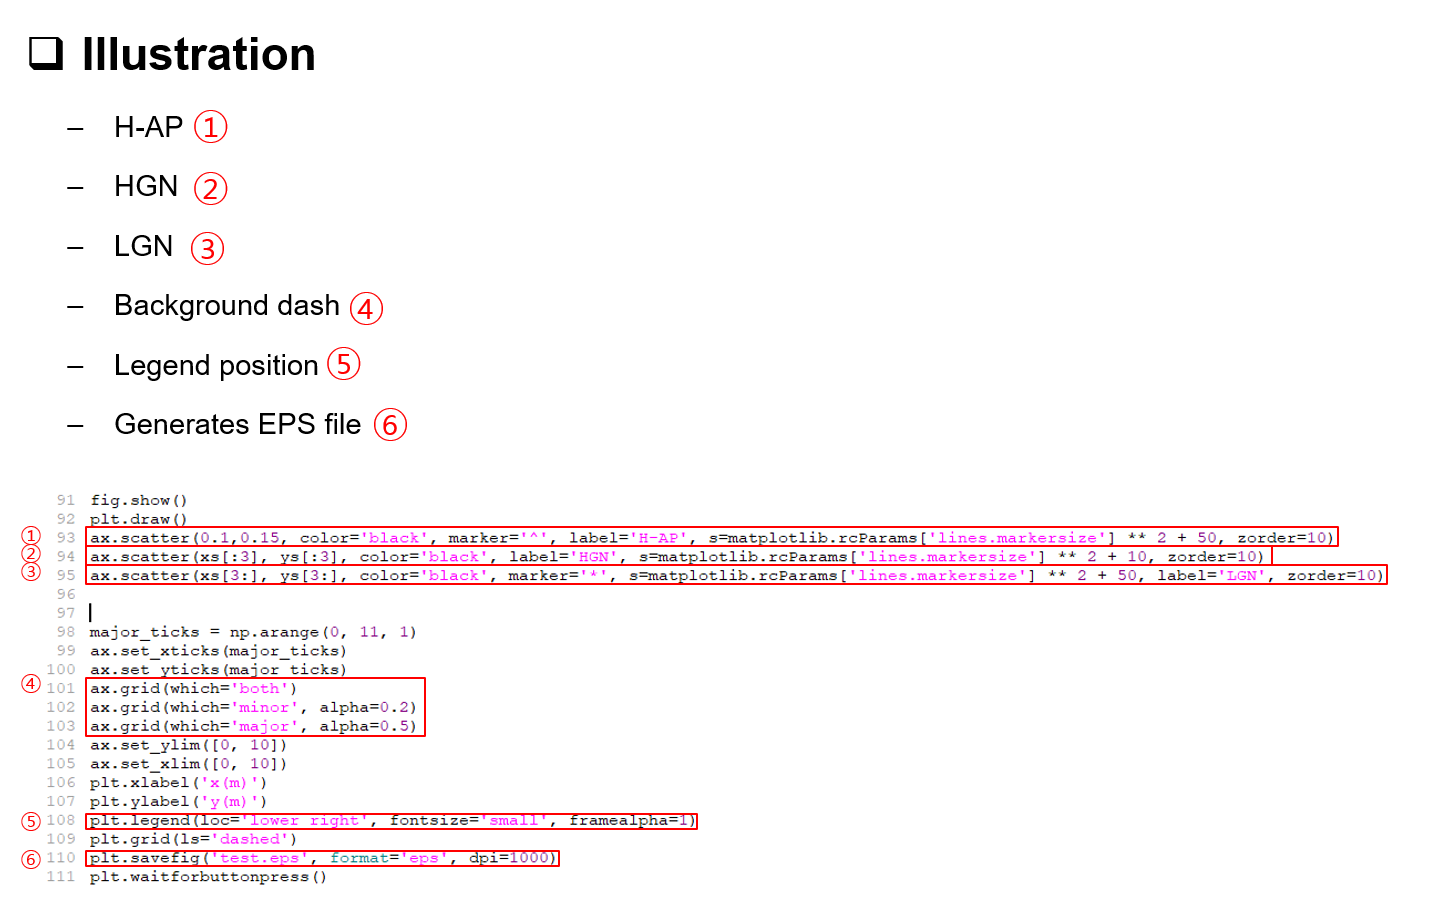 ❑ Illustration
– H-AP ①
– HGN ②
– LGN ③
– Background dash ④
– Legend position ⑤
– Generates EPS file ⑥
91 fig.show()
92 plt.draw()
① 93 ax.scatter(0.1,0.15, color='black', marker='^', label='H-AP', s=matplotlib.rcParams['lines.markersize'] ** 2 + 50, zorder=10)
② 94 ax.scatter(xs[:3], ys[:3], color='black', label='HGN', s=matplotlib.rcParams['lines.markersize'] ** 2 + 10, zorder=10)
③ 95 ax.scatter(xs[3:], ys[3:], color='black', marker='*', s=matplotlib.rcParams['lines.markersize'] ** 2 + 50, label='LGN', zorder=10)
96
97
98 major_ticks = np.arange(0, 11, 1)
99 ax.set_xticks(major_ticks)
100 ax.set_yticks(major_ticks)
④ 101 ax.grid(which='both')
102 ax.grid(which='minor', alpha=0.2)
103 ax.grid(which='major', alpha=0.5)
104 ax.set_ylim([0, 10])
105 ax.set_xlim([0, 10])
106 plt.xlabel('x(m)')
107 plt.ylabel('y(m)')
⑤ 108 plt.legend(loc='lower right', fontsize='small', framealpha=1)
109 plt.grid(ls='dashed')
⑥ 110 plt.savefig('test.eps', format='eps', dpi=1000)
111 plt.waitforbuttonpress()